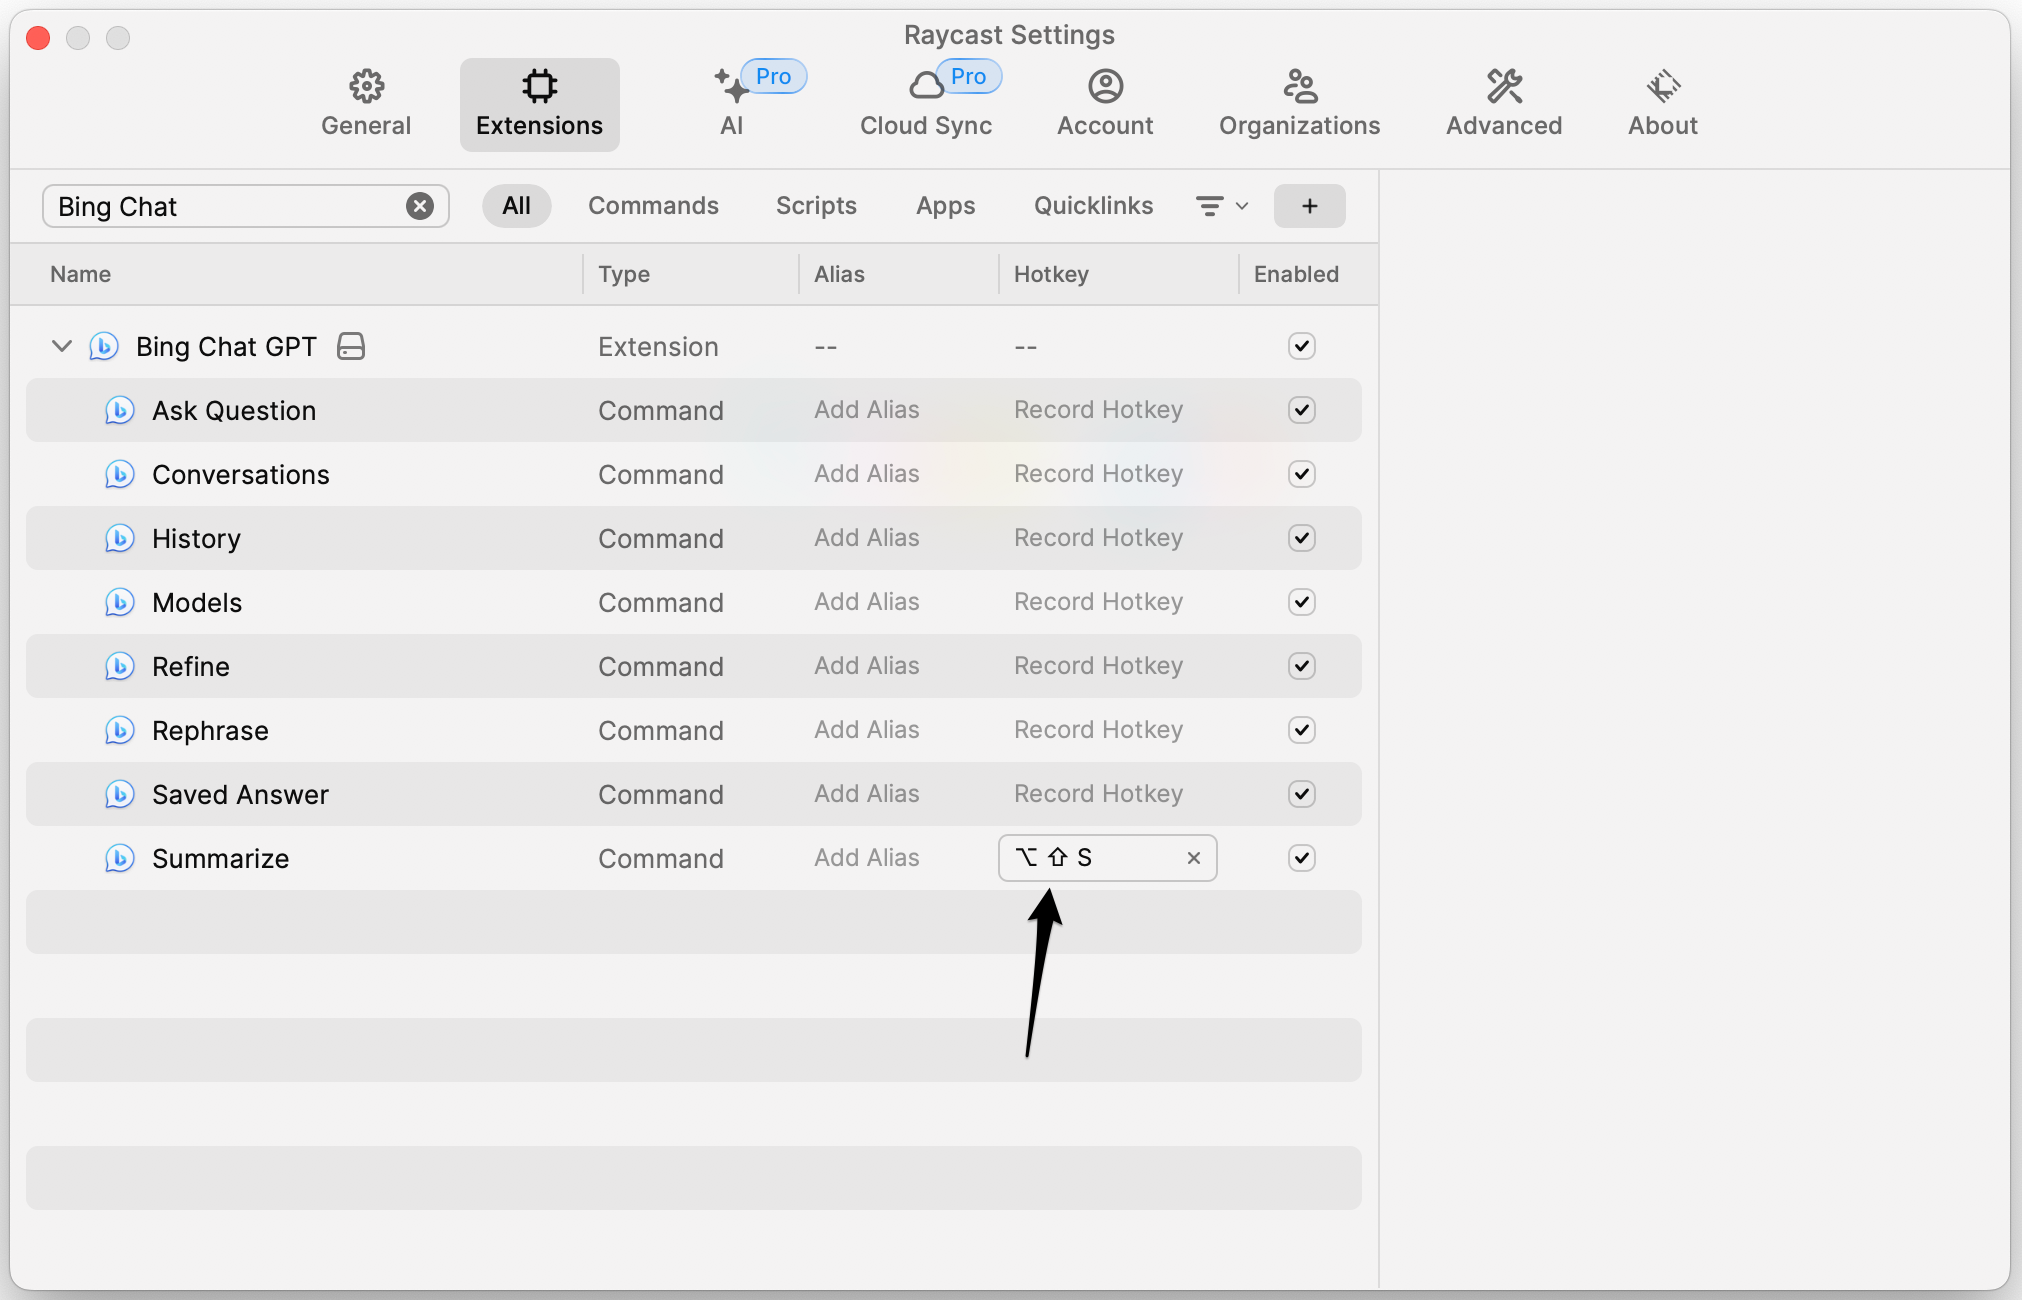 Raycast Settings
General
Extensions
AI Pro
Cloud Sync Pro
Account
Organizations
Advanced
About
Bing Chat All Commands Scripts Apps Quicklinks +
Name Type Alias Hotkey Enabled
Bing Chat GPT Extension -- --
Ask Question Command Add Alias Record Hotkey
Conversations Command Add Alias Record Hotkey
History Command Add Alias Record Hotkey
Models Command Add Alias Record Hotkey
Refine Command Add Alias Record Hotkey
Rephrase Command Add Alias Record Hotkey
Saved Answer Command Add Alias Record Hotkey
Summarize Command Add Alias ⌥ ⇧ S